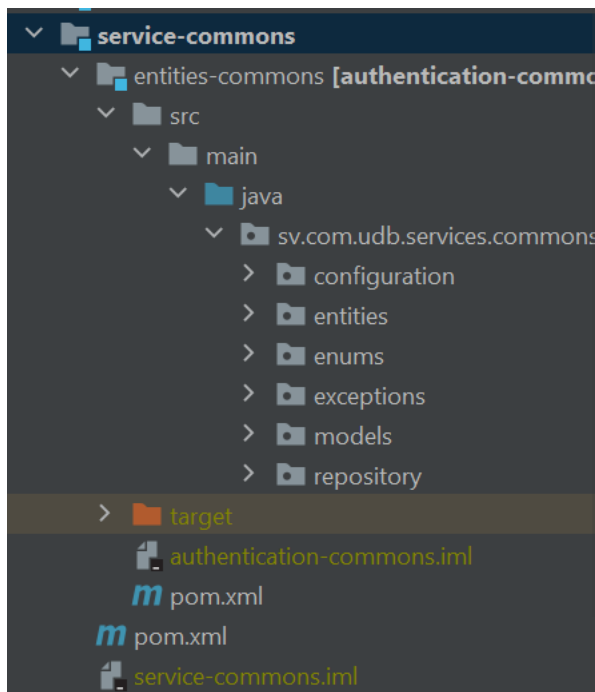 service-commons
entities-commons [authentication-commo
src
main
java
sv.com.udb.services.commons
configuration
entities
enums
exceptions
models
repository
target
authentication-commons.iml
pom.xml
pom.xml
service-commons.iml